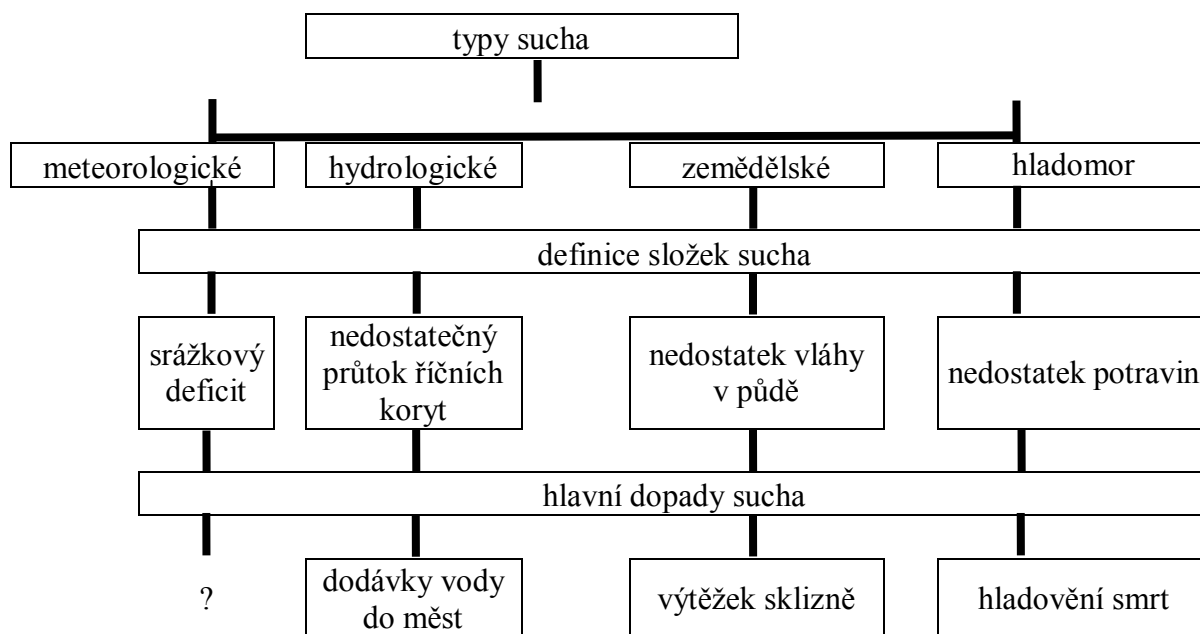 typy sucha
meteorologické
hydrologické
zemědělské
hladomor
definice složek sucha
srážkový
deficit
nedostatečný
průtok říčních
koryt
nedostatek vláhy
v půdě
nedostatek potravin
hlavní dopady sucha
?
dodávky vody
do měst
výtěžek sklizně
hladovění smrt